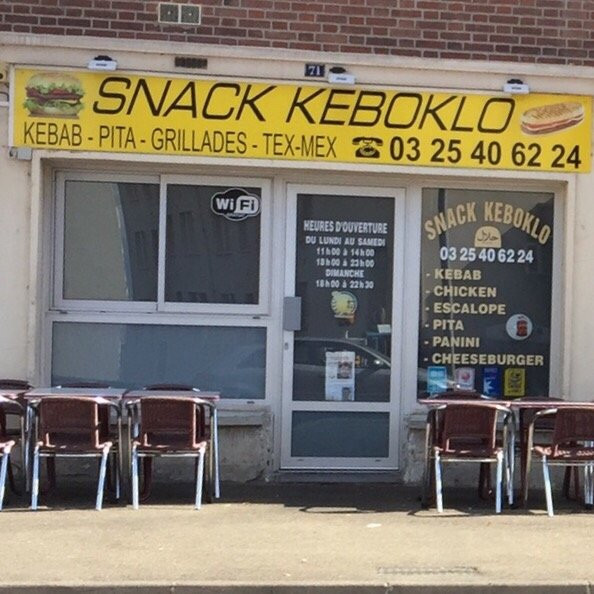 71
SNACK KEBOKLO
KEBAB - PITA - GRILLADES - TEX-MEX ☎ 03 25 40 62 24
WiFi
HEURES D'OUVERTURE
DU LUNDI AU SAMEDI
11h00 à 14h00
18h00 à 23h00
DIMANCHE
18h00 à 22h30
SNACK KEBOKLO
حلال
03 25 40 62 24
- KEBAB
- CHICKEN
- ESCALOPE
- PITA
- PANINI
- CHEESEBURGER